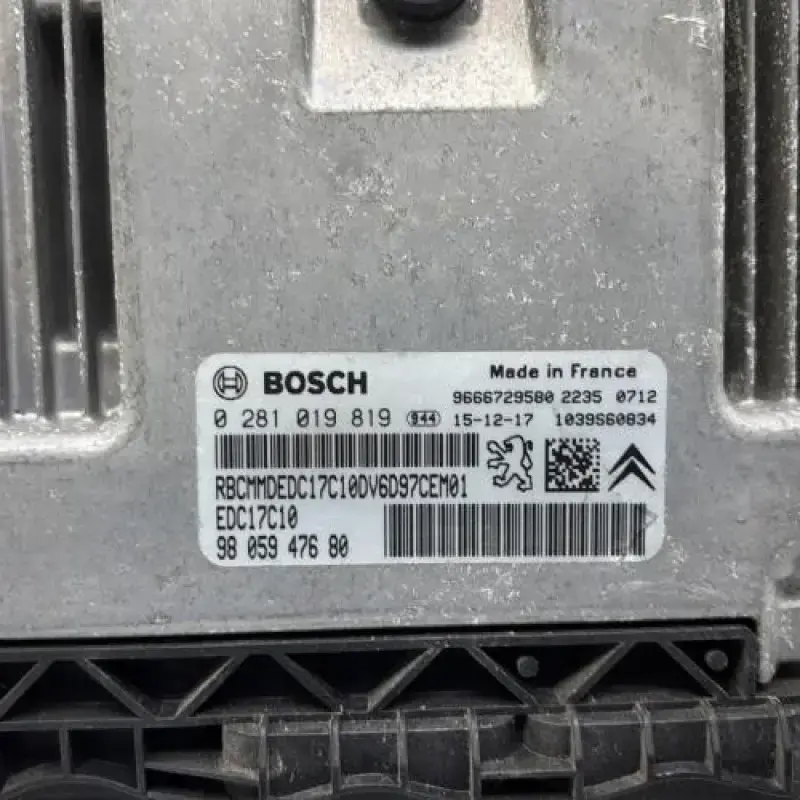 BOSCH
Made in France
9666729580 2235 0712
0 281 019 819 944 15-12-17 1039S60834
RBCMMDEDC17C10DV6D97CEM01
EDC17C10
98 059 476 80